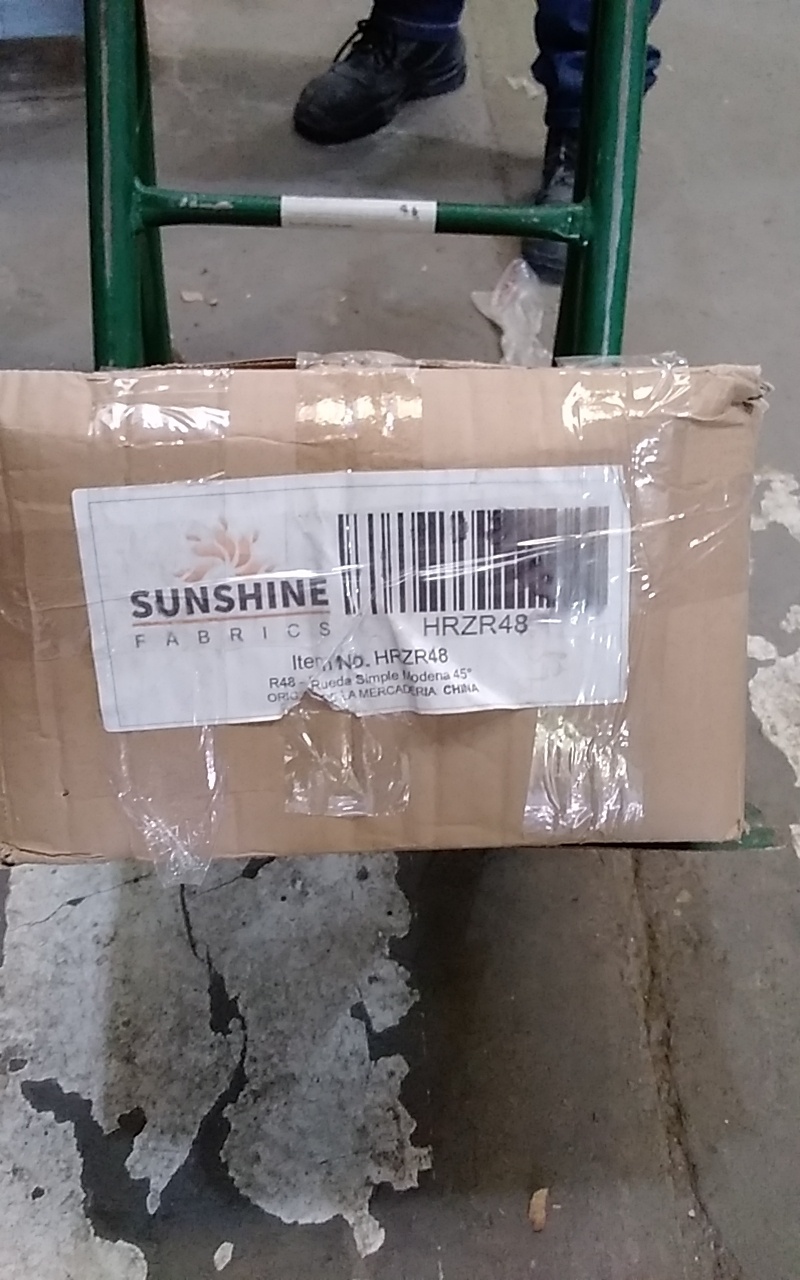 SUNSHINE
FABRICS
HRZR48
Item No. HRZR48
R48 - Rueda Simple Modena 45°
LA MERCADERIA CHINA